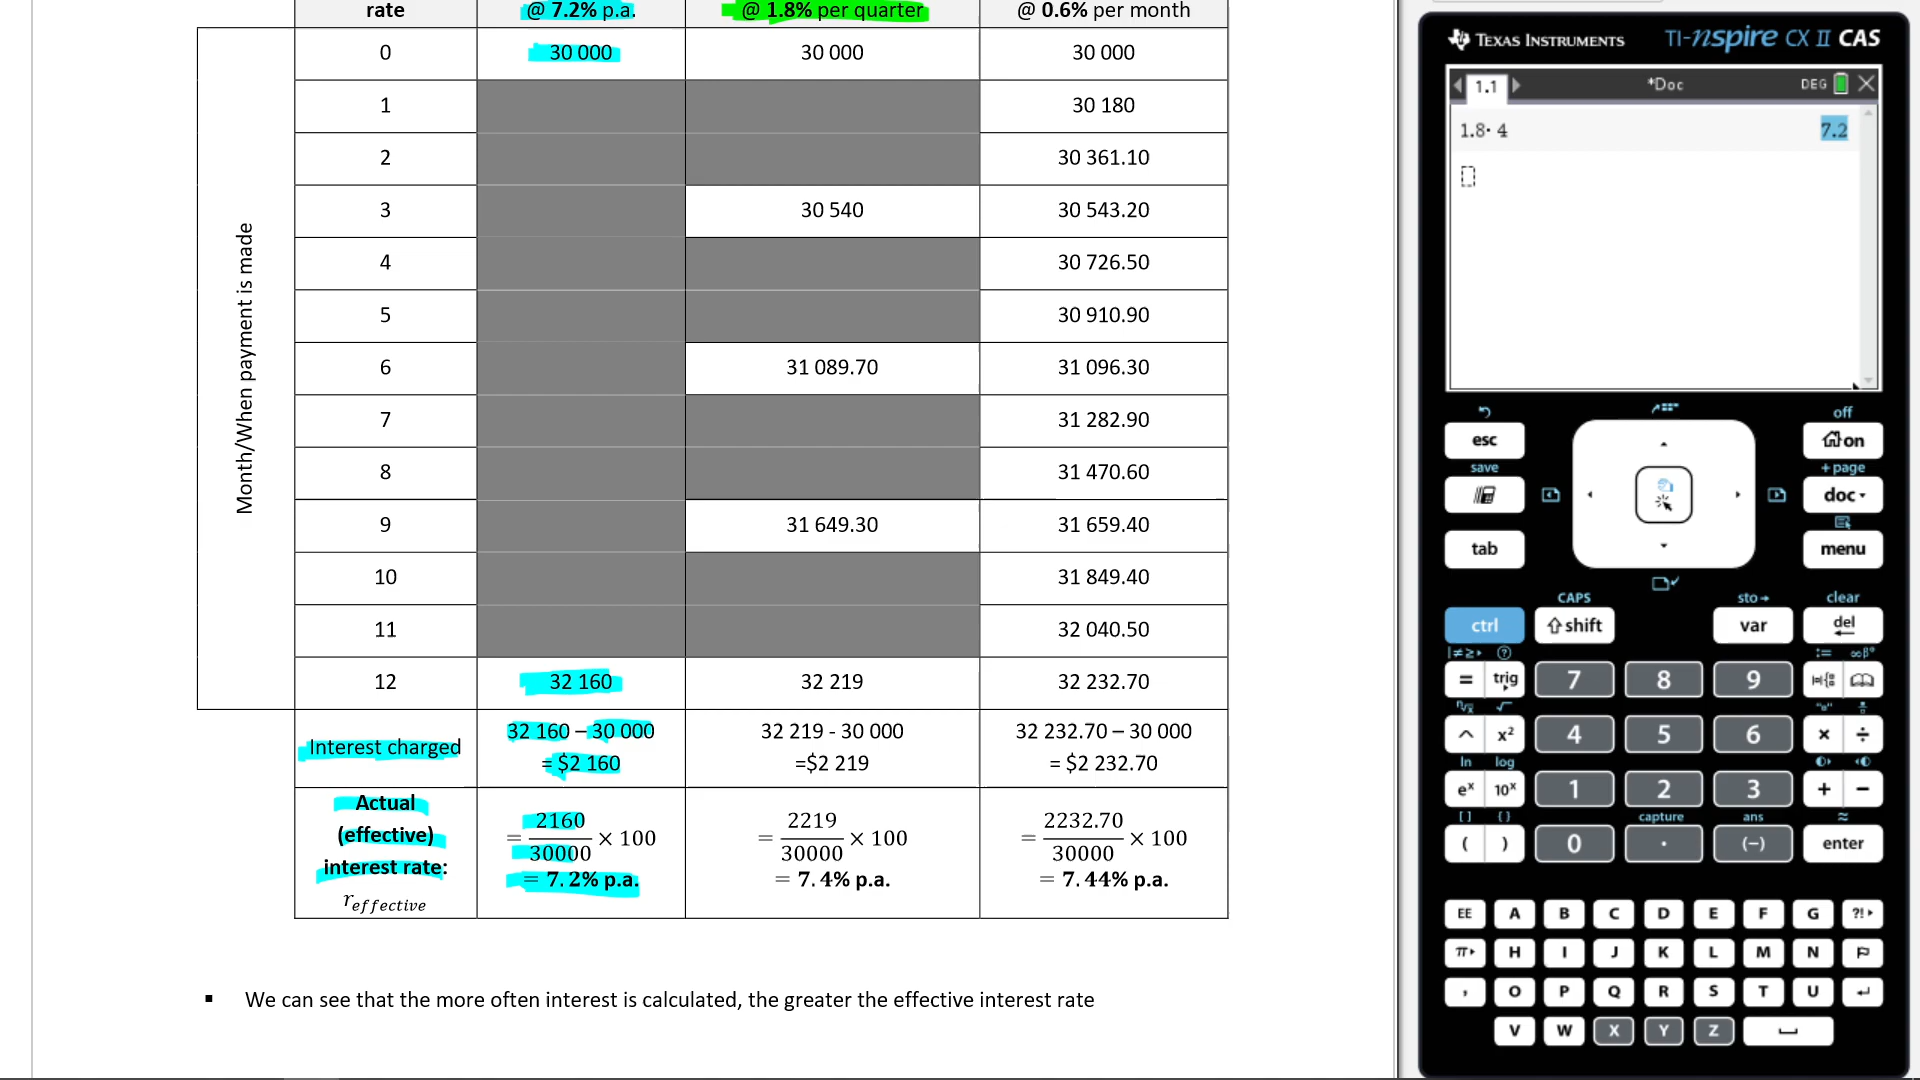 rate @ 7.2% p.a. @ 1.8% per quarter @ 0.6% per month
Month/When payment is made
0 30 000 30 000 30 000
1 30 180
2 30 361.10
3 30 540 30 543.20
4 30 726.50
5 30 910.90
6 31 089.70 31 096.30
7 31 282.90
8 31 470.60
9 31 649.30 31 659.40
10 31 849.40
11 32 040.50
12 32 160 32 219 32 232.70
Interest charged
32 160 – 30 000
= $2 160
32 219 - 30 000
=$2 219
32 232.70 – 30 000
= $2 232.70
Actual
(effective)
interest rate:
r_effective
= 2160/30000 × 100
= 7.2% p.a.
= 2219/30000 × 100
= 7.4% p.a.
= 2232.70/30000 × 100
= 7.44% p.a.
▪ We can see that the more often interest is calculated, the greater the effective interest rate
TEXAS INSTRUMENTS TI-nspire CX II CAS
1.1 *Doc DEG
1.8· 4 7.2
off
esc on
save + page
doc
tab menu
CAPS sto→ clear
ctrl shift var del
|≠≥▸ ? := ∞β°
= trig 7 8 9
ⁿ√x √ "□"
^ x² 4 5 6 × ÷
ln log
eˣ 10ˣ 1 2 3 + −
[ ] { } capture ans ≈
( ) 0 . (−) enter
EE A B C D E F G ?!▸
π▸ H I J K L M N
, O P Q R S T U
V W X Y Z